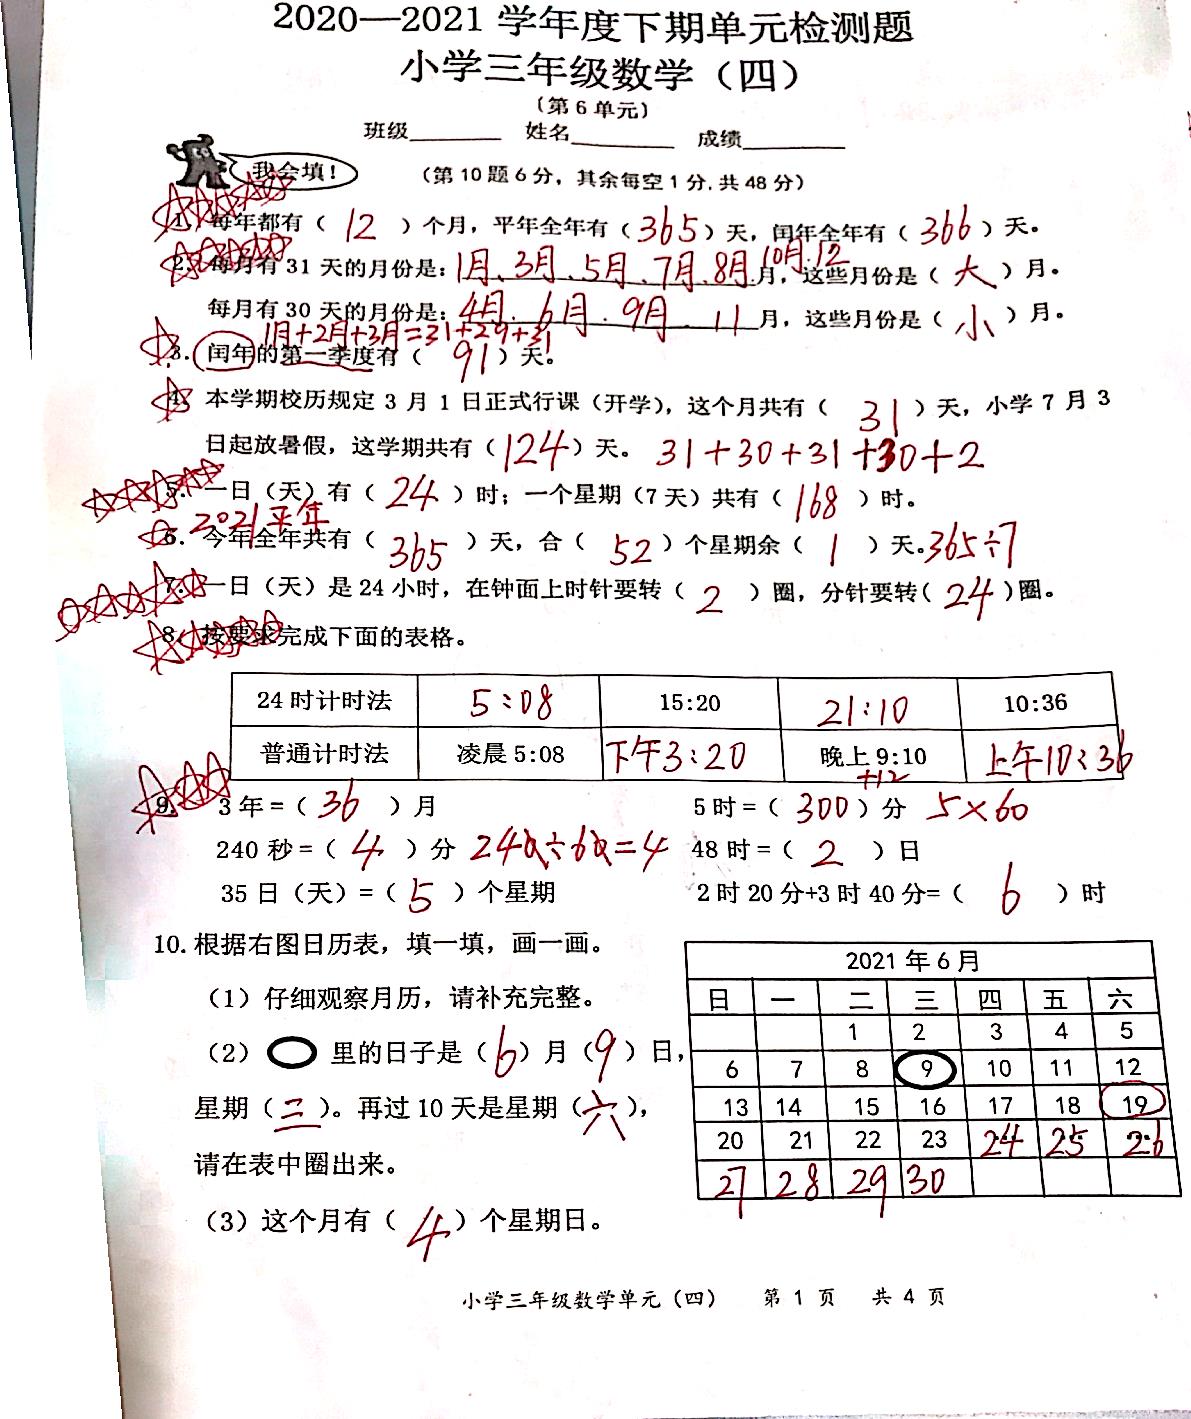 2020—2021 学年度下期单元检测题
小学三年级数学（四）
（第 6 单元）
班级________ 姓名________ 成绩________
我会填！ （第 10 题 6 分，其余每空 1 分，共 48 分）
1. 每年都有（ 12 ）个月，平年全年有（365）天，闰年全年有（366）天。
2. 每月有 31 天的月份是：1月、3月、5月、7月、8月 10月.12 月，这些月份是（ 大 ）月。
每月有 30 天的月份是：4月. 6月. 9月. 11 月，这些月份是（ 小 ）月。
1月+2月+3月=31+29+31
3. 闰年的第一季度有（ 91 ）天。
4. 本学期校历规定 3 月 1 日正式行课（开学），这个月共有（ 31 ）天，小学 7 月 3
日起放暑假，这学期共有（124）天。 31+30+31+30+2
5. 一日（天）有（ 24 ）时；一个星期（7 天）共有（ 168 ）时。
2021平年
6. 今年全年共有（ 365 ）天，合（ 52 ）个星期余（ 1 ）天。365÷7
7. 一日（天）是 24 小时，在钟面上时针要转（ 2 ）圈，分针要转（ 24 ）圈。
8. 按要求完成下面的表格。
24 时计时法 5:08 15:20 21:10 10:36
普通计时法 凌晨 5:08 下午3:20 晚上 9:10 上午10:36
+12
9. 3 年 =（ 36 ）月 5 时 =（ 300 ）分 5×60
240 秒 =（ 4 ）分 240÷60=4 48 时 =（ 2 ）日
35 日（天）=（ 5 ）个星期 2 时 20 分+3 时 40 分=（ 6 ）时
10. 根据右图日历表，填一填，画一画。
2021 年 6 月
（1）仔细观察月历，请补充完整。
日 一 二 三 四 五 六
1 2 3 4 5
（2） 里的日子是（6）月（9）日，
6 7 8 9 10 11 12
星期（三）。再过 10 天是星期（六），
13 14 15 16 17 18 19
20 21 22 23 24 25 26
请在表中圈出来。
27 28 29 30
（3）这个月有（ 4 ）个星期日。
小学三年级数学单元（四） 第 1 页 共 4 页